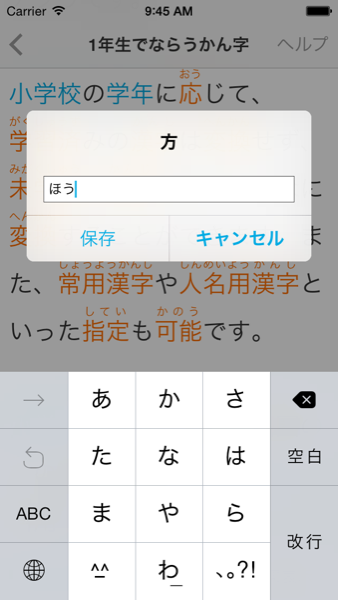 Carrier 9:45 AM
1年生でならうかん字 ヘルプ
おう
小学校の学年に応じて、
がく
学
方
み
未 に
ほう
へん
変 ま
保存 キャンセル
じょうようかんじ じんめいようかんじ
た、常用漢字や人名用漢字と
してい かのう
いった指定も可能です。
→ あ か さ
た な は 空白
ABC ま や ら
^^ わ 、。?! 改行